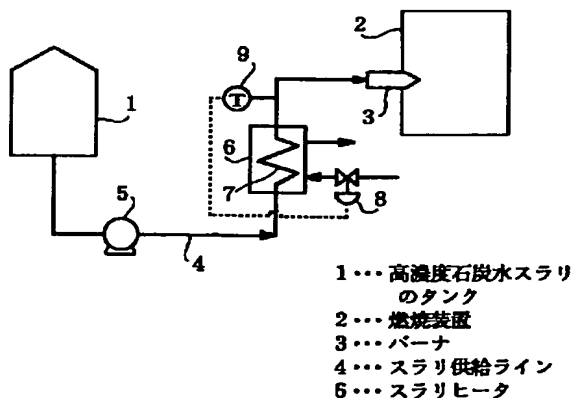 2
9
T
1
3
6
7
5
8
4
1… 高濃度石炭水スラリ
のタンク
2… 燃焼装置
3… バーナ
4… スラリ供給ライン
6… スラリヒータ